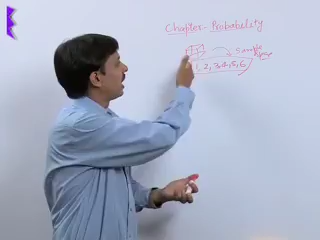 Chapter - Probability
Sample
1, 2, 3, 4, 5, 6